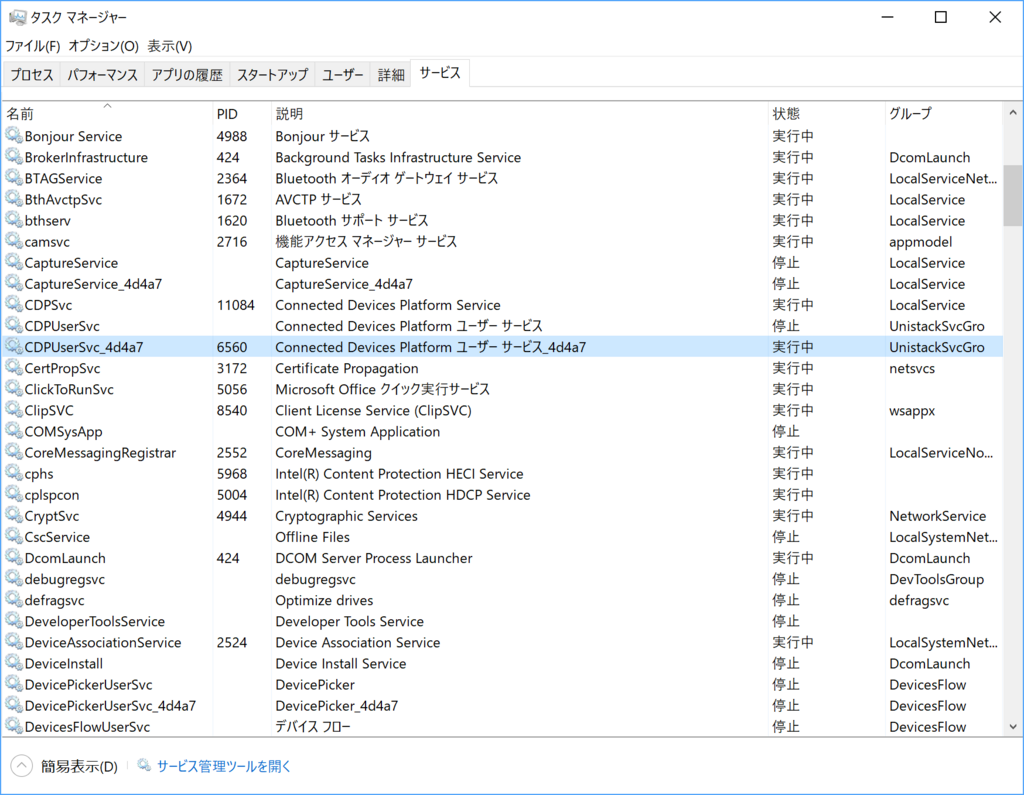 タスク マネージャー
ファイル(F) オプション(O) 表示(V)
プロセス パフォーマンス アプリの履歴 スタートアップ ユーザー 詳細 サービス
名前 PID 説明 状態 グループ
Bonjour Service 4988 Bonjour サービス 実行中
BrokerInfrastructure 424 Background Tasks Infrastructure Service 実行中 DcomLaunch
BTAGService 2364 Bluetooth オーディオ ゲートウェイ サービス 実行中 LocalServiceNet...
BthAvctpSvc 1672 AVCTP サービス 実行中 LocalService
bthserv 1620 Bluetooth サポート サービス 実行中 LocalService
camsvc 2716 機能アクセス マネージャー サービス 実行中 appmodel
CaptureService CaptureService 停止 LocalService
CaptureService_4d4a7 CaptureService_4d4a7 停止 LocalService
CDPSvc 11084 Connected Devices Platform Service 実行中 LocalService
CDPUserSvc Connected Devices Platform ユーザー サービス 停止 UnistackSvcGro
CDPUserSvc_4d4a7 6560 Connected Devices Platform ユーザー サービス_4d4a7 実行中 UnistackSvcGro
CertPropSvc 3172 Certificate Propagation 実行中 netsvcs
ClickToRunSvc 5056 Microsoft Office クイック実行サービス 実行中
ClipSVC 8540 Client License Service (ClipSVC) 実行中 wsappx
COMSysApp COM+ System Application 停止
CoreMessagingRegistrar 2552 CoreMessaging 実行中 LocalServiceNo...
cphs 5968 Intel(R) Content Protection HECI Service 実行中
cplspcon 5004 Intel(R) Content Protection HDCP Service 実行中
CryptSvc 4944 Cryptographic Services 実行中 NetworkService
CscService Offline Files 停止 LocalSystemNet...
DcomLaunch 424 DCOM Server Process Launcher 実行中 DcomLaunch
debugregsvc debugregsvc 停止 DevToolsGroup
defragsvc Optimize drives 停止 defragsvc
DeveloperToolsService Developer Tools Service 停止
DeviceAssociationService 2524 Device Association Service 実行中 LocalSystemNet...
DeviceInstall Device Install Service 停止 DcomLaunch
DevicePickerUserSvc DevicePicker 停止 DevicesFlow
DevicePickerUserSvc_4d4a7 DevicePicker_4d4a7 停止 DevicesFlow
DevicesFlowUserSvc デバイス フロー 停止 DevicesFlow
簡易表示(D) サービス管理ツールを開く